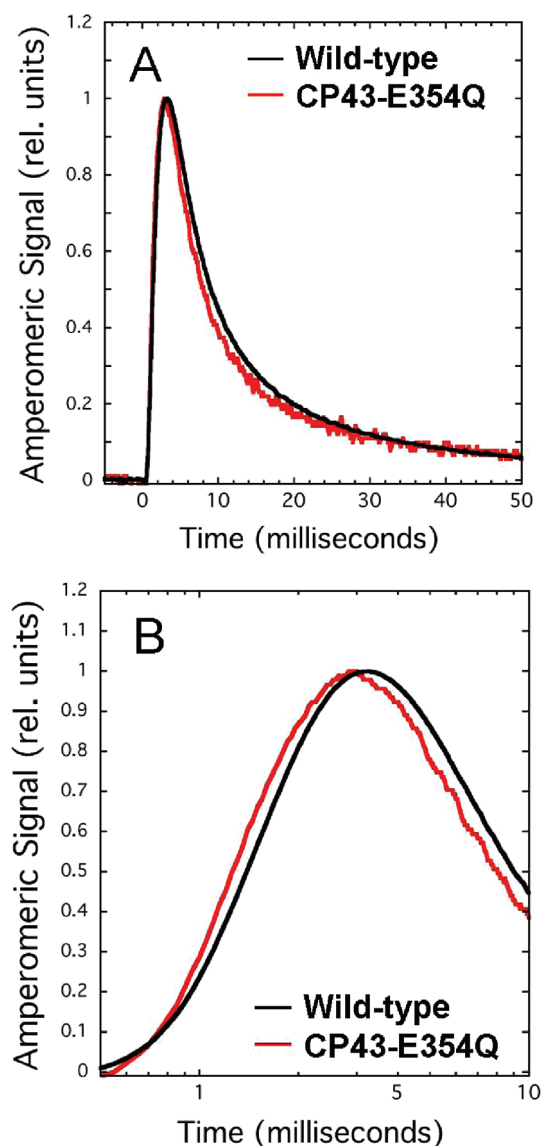 A
Wild-type
CP43-E354Q
Amperomeric Signal (rel. units)
1.2
1
0.8
0.6
0.4
0.2
0
0 10 20 30 40 50
Time (milliseconds)
B
Amperomeric Signal (rel. units)
1.2
1.1
1
0.9
0.8
0.7
0.6
0.5
0.4
0.3
0.2
0.1
0
Wild-type
CP43-E354Q
1 5 10
Time (milliseconds)